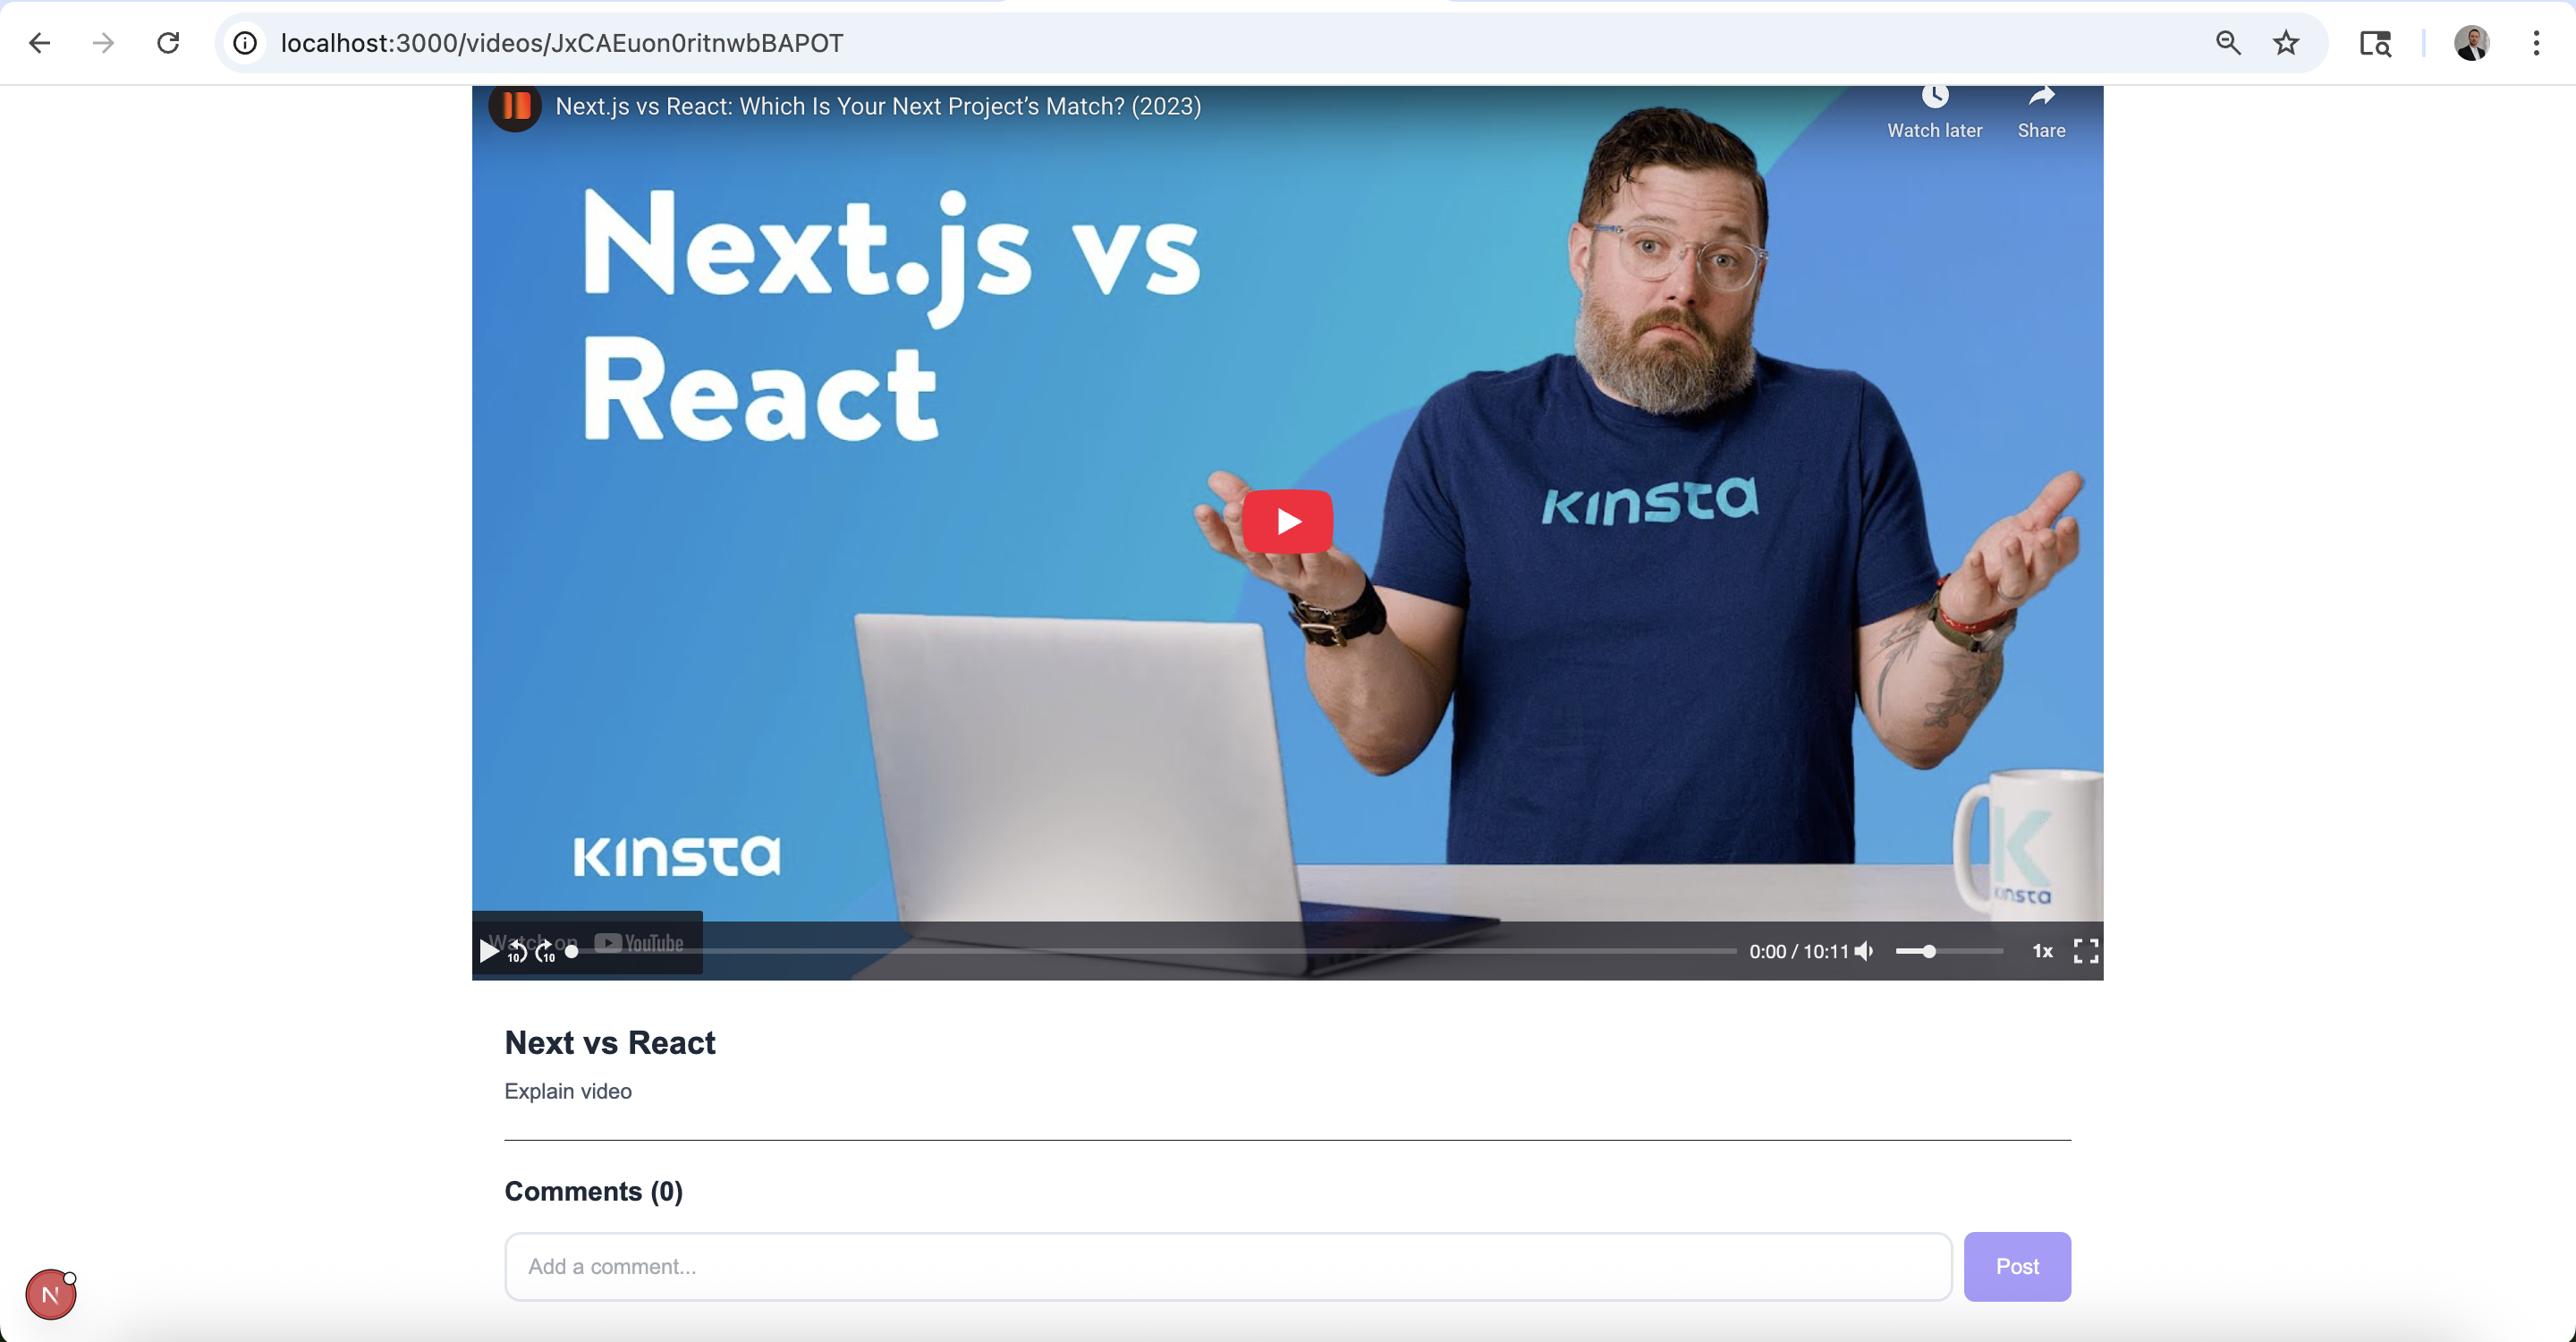 localhost:3000/videos/JxCAEuon0ritnwbBAPOT
Next.js vs React: Which Is Your Next Project’s Match? (2023)
Watch later
Share
Next.js vs
React
KINSTA
KINSTA
K
KINSTA
Watch on YouTube
10
10
0:00 / 10:11
1x
Next vs React
Explain video
Comments (0)
Add a comment...
Post
N